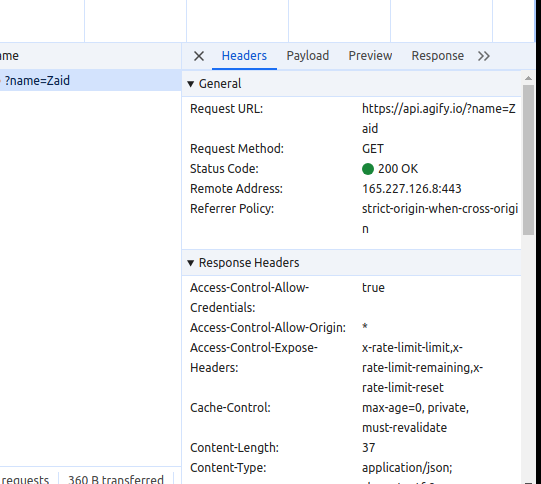 ame
?name=Zaid
requests 360 B transferred
Headers Payload Preview Response
General
Request URL: https://api.agify.io/?name=Z
aid
Request Method: GET
Status Code: 200 OK
Remote Address: 165.227.126.8:443
Referrer Policy: strict-origin-when-cross-origi
n
Response Headers
Access-Control-Allow- true
Credentials:
Access-Control-Allow-Origin: *
Access-Control-Expose- x-rate-limit-limit,x-
Headers: rate-limit-remaining,x-
rate-limit-reset
Cache-Control: max-age=0, private,
must-revalidate
Content-Length: 37
Content-Type: application/json;